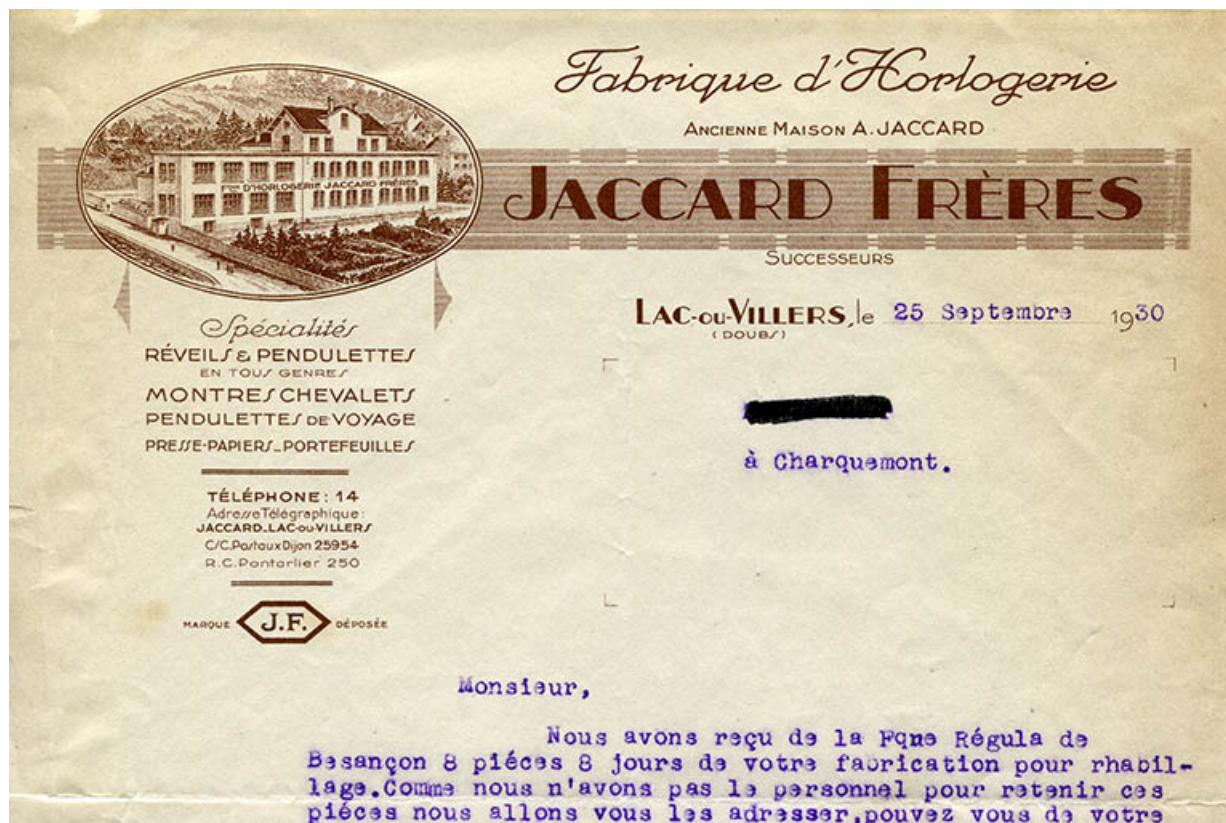 Fabrique d'Horlogerie
ANCIENNE MAISON A. JACCARD
JACCARD FRÈRES
SUCCESSEURS
Fque D'HORLOGERIE JACCARD FRÈRES
LAC-OU-VILLERS, le 25 Septembre 1930
(DOUBS)
Spécialités
RÉVEILS & PENDULETTES
EN TOUS GENRES
MONTRES CHEVALETS
PENDULETTES DE VOYAGE
PRESSE-PAPIERS_PORTEFEUILLES
TÉLÉPHONE: 14
Adresse Télégraphique:
JACCARD_LAC-OU-VILLERS
C/C. Postaux Dijon 25954
R.C. Pontarlier 250
MARQUE J.F. DÉPOSÉE
à Charquemont.
Monsieur,
Nous avons reçu de la Fqne Régula de
Besançon 8 piéces 8 jours de votre fabrication pour rhabil-
lage.Comme nous n'avons pas le personnel pour retenir ces
piéces nous allons vous les adresser,pouvez vous de votre